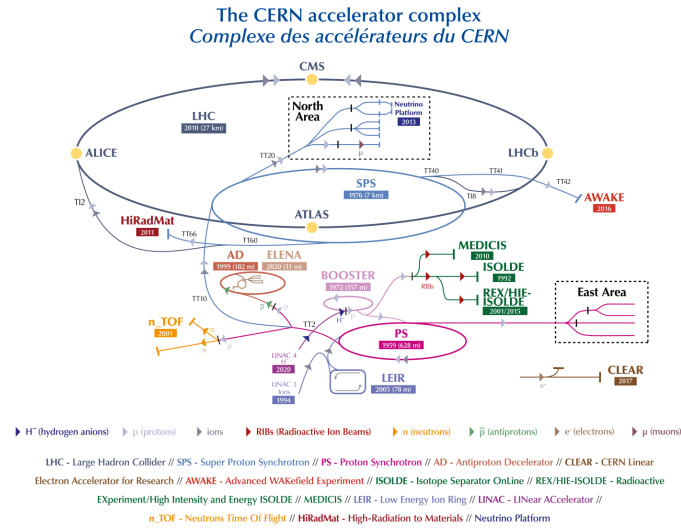 The CERN accelerator complex
Complexe des accélérateurs du CERN
CMS
North
Area
Neutrino
Platform
2013
LHC
2010 (27 km)
μ
ALICE
LHCb
TT20
TT40
TT41
SPS
1976 (7 km)
TI8
TT42
AWAKE
2016
TI2
HiRadMat
2011
ATLAS
TT66
TT60
AD
1999 (182 m)
ELENA
2020 (31 m)
MEDICIS
2010
BOOSTER
1972 (157 m)
ISOLDE
1992
RIBs
REX/HIE-
ISOLDE
2001/2015
East Area
TT10
p̅
p
n_TOF
2001
n
n
p
TT2
H⁻
p
PS
1959 (628 m)
LINAC 4
H⁻
2020
LINAC 3
Ions
1994
LEIR
2005 (78 m)
CLEAR
2017
e⁻
H⁻ (hydrogen anions)
p (protons)
ions
RIBs (Radioactive Ion Beams)
n (neutrons)
p̅ (antiprotons)
e⁻ (electrons)
μ (muons)
LHC - Large Hadron Collider // SPS - Super Proton Synchrotron // PS - Proton Synchrotron // AD - Antiproton Decelerator // CLEAR - CERN Linear
Electron Accelerator for Research // AWAKE - Advanced WAKefield Experiment // ISOLDE - Isotope Separator OnLine // REX/HIE-ISOLDE - Radioactive
EXperiment/High Intensity and Energy ISOLDE // MEDICIS // LEIR - Low Energy Ion Ring // LINAC - LINear ACcelerator //
n_TOF - Neutrons Time Of Flight // HiRadMat - High-Radiation to Materials // Neutrino Platform